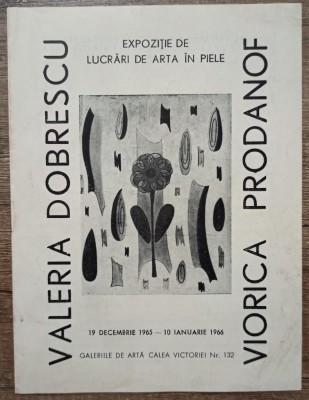 EXPOZIȚIE DE
LUCRĂRI DE ARTA ÎN PIELE
VALERIA DOBRESCU
VIORICA PRODANOF
19 DECEMBRIE 1965 — 10 IANUARIE 1966
GALERIILE DE ARTĂ CALEA VICTORIEI Nr. 132